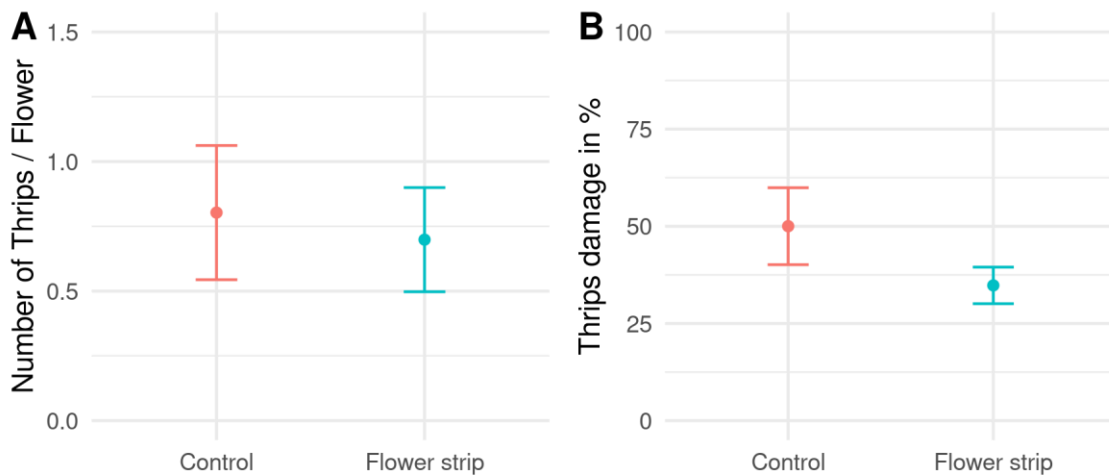 A
Number of Thrips / Flower
1.5
1.0
0.5
0.0
Control
Flower strip
B
Thrips damage in %
100
75
50
25
0
Control
Flower strip